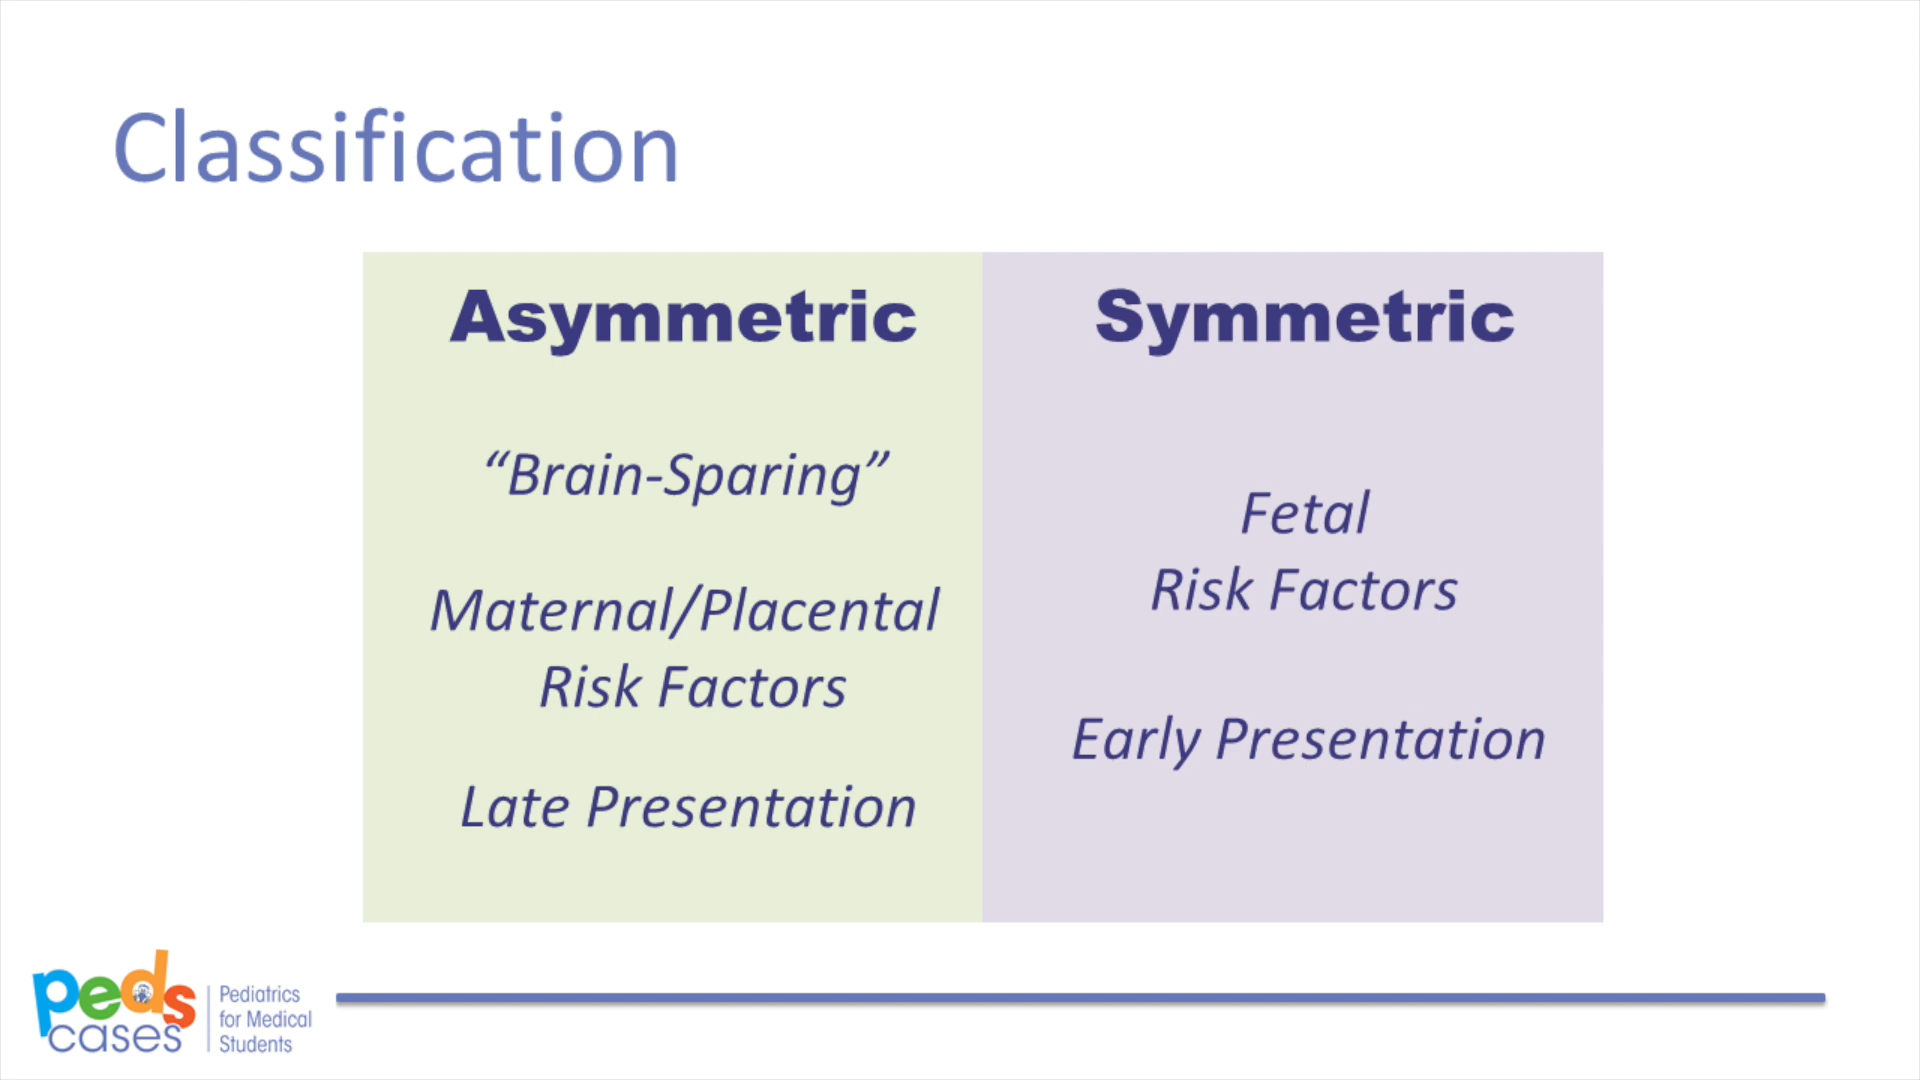 Classification
Asymmetric
“Brain-Sparing”
Maternal/Placental
Risk Factors
Late Presentation
Symmetric
Fetal
Risk Factors
Early Presentation
peds
cases
Pediatrics
for Medical
Students